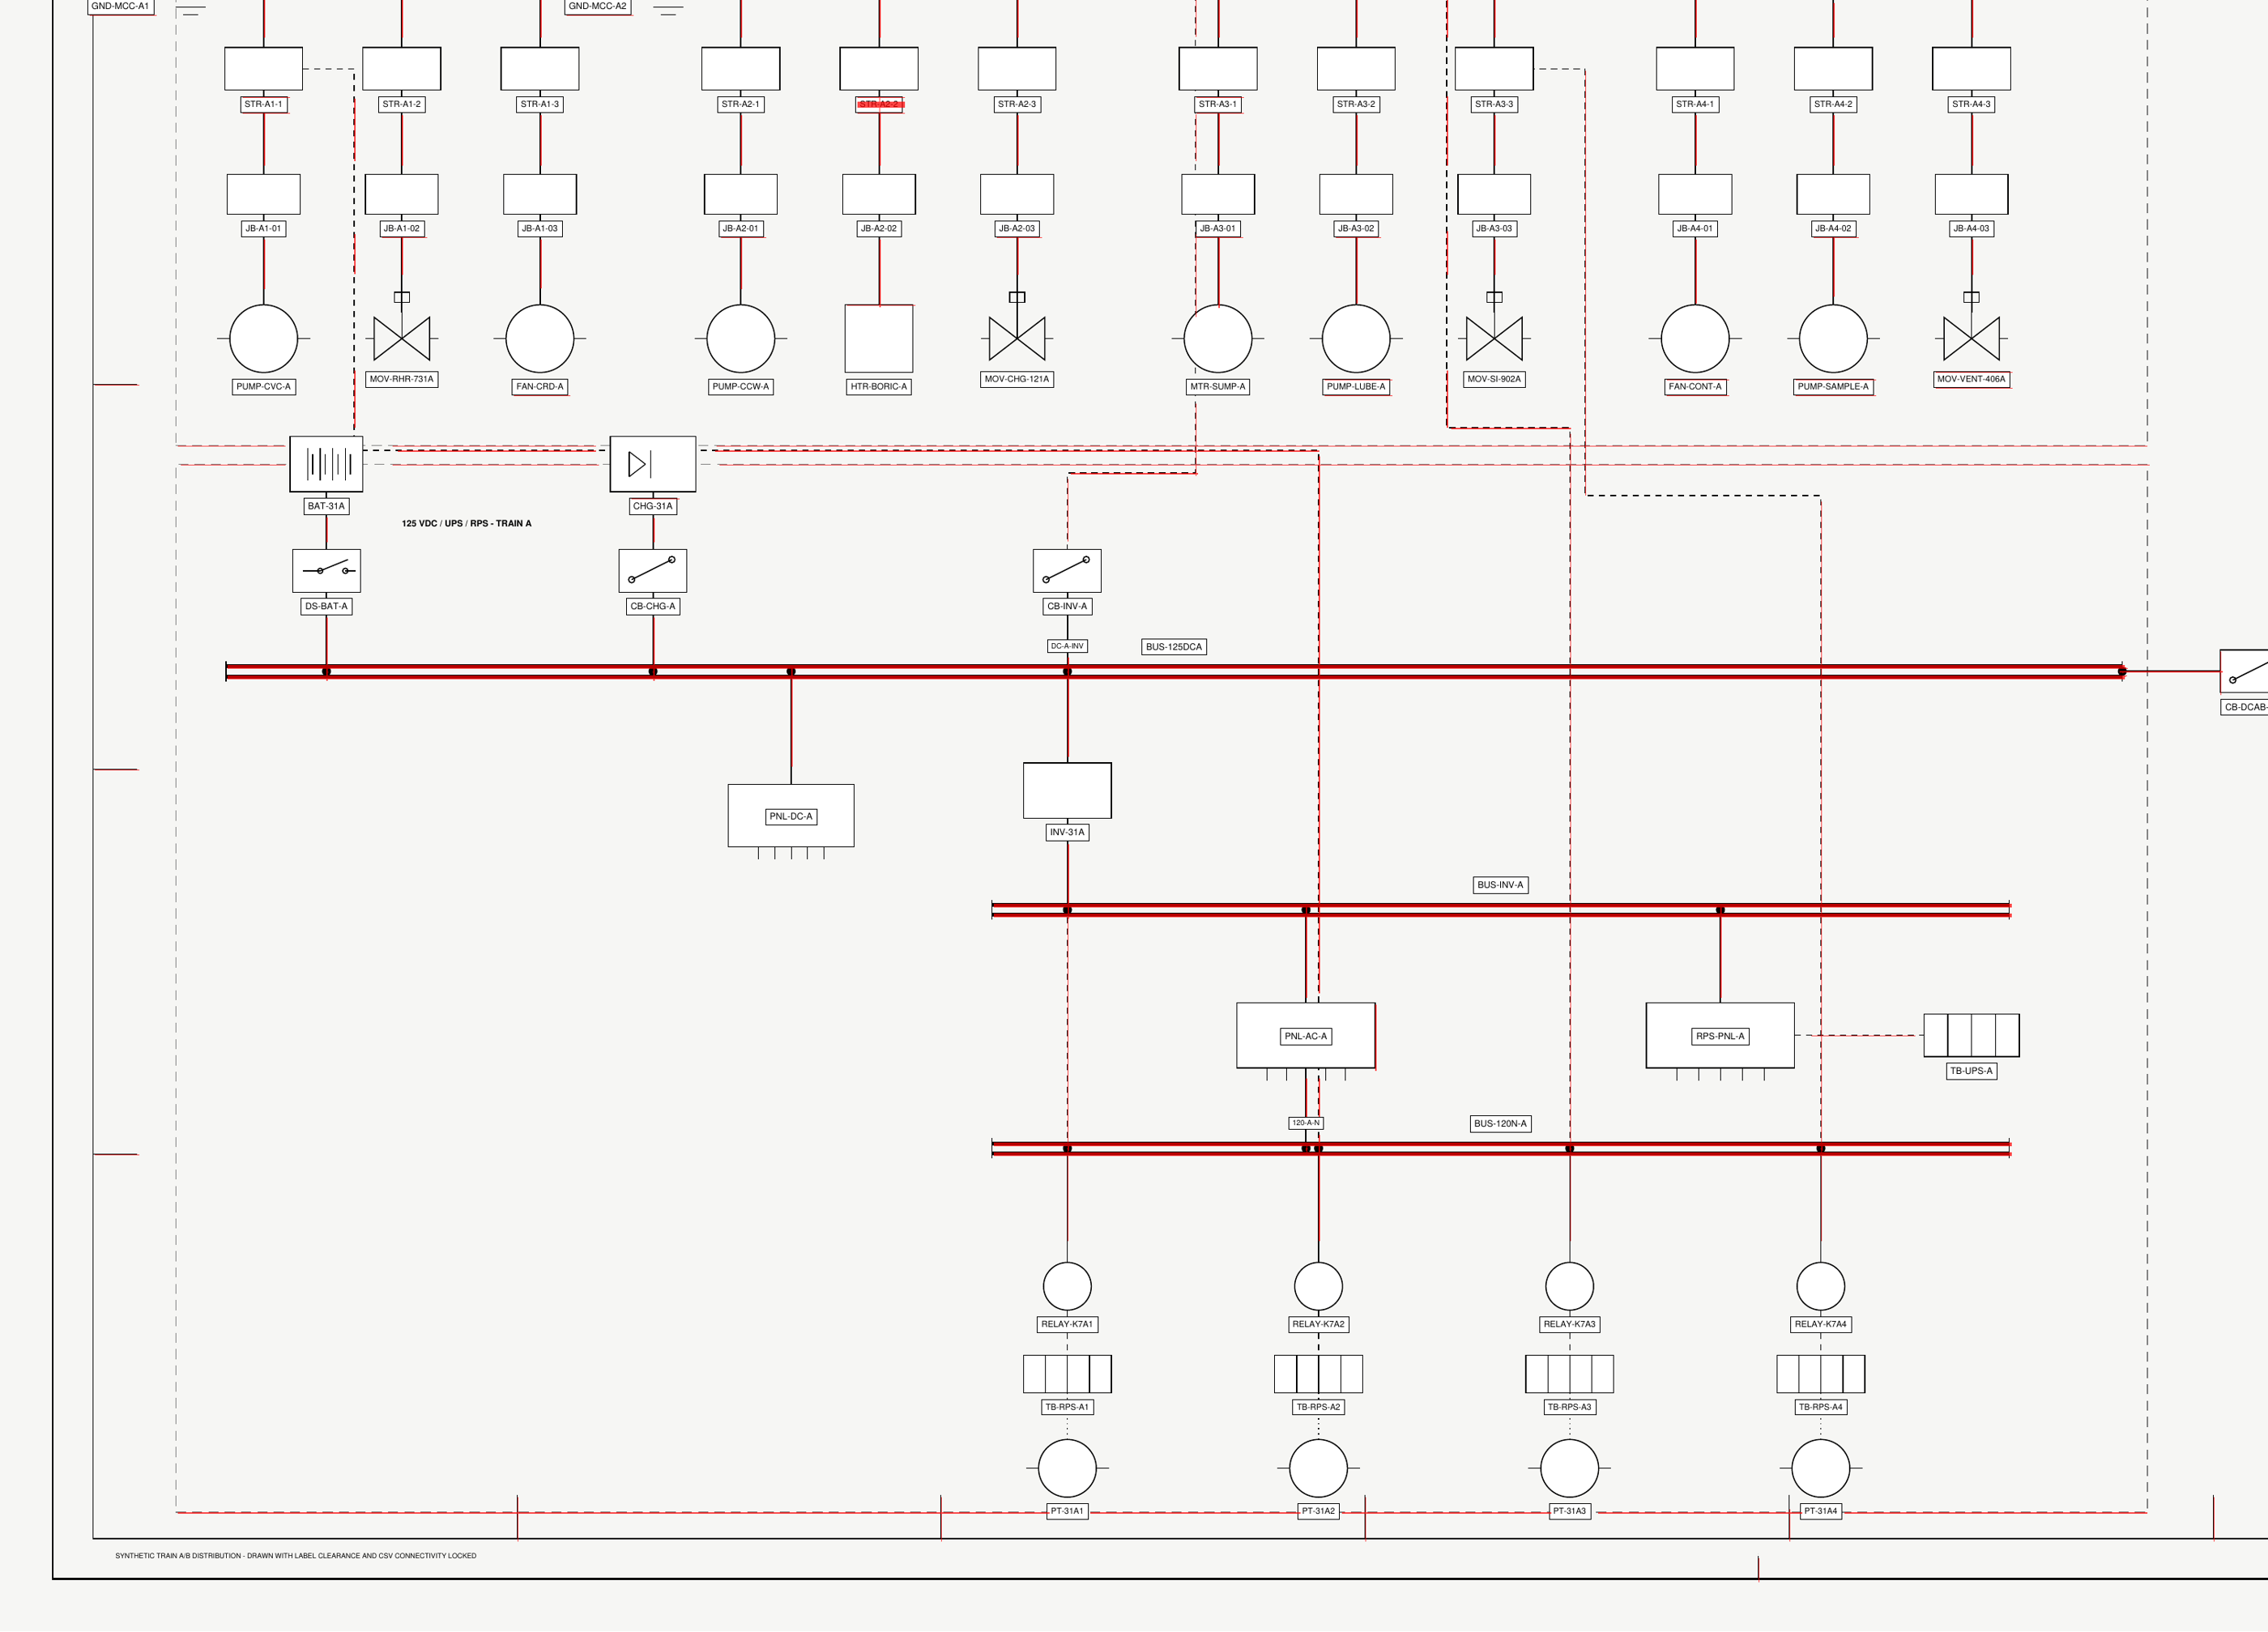 GND-MCC-A1 GND-MCC-A2
STR-A1-1 STR-A1-2 STR-A1-3 STR-A2-1 STR-A2-2 STR-A2-3 STR-A3-1 STR-A3-2 STR-A3-3 STR-A4-1 STR-A4-2 STR-A4-3
JB-A1-01 JB-A1-02 JB-A1-03 JB-A2-01 JB-A2-02 JB-A2-03 JB-A3-01 JB-A3-02 JB-A3-03 JB-A4-01 JB-A4-02 JB-A4-03
PUMP-CVC-A MOV-RHR-731A FAN-CRD-A PUMP-CCW-A HTR-BORIC-A MOV-CHG-121A MTR-SUMP-A PUMP-LUBE-A MOV-SI-902A FAN-CONT-A PUMP-SAMPLE-A MOV-VENT-406A
BAT-31A CHG-31A
125 VDC / UPS / RPS - TRAIN A
DS-BAT-A CB-CHG-A CB-INV-A
DC-A-INV BUS-125DCA
CB-DCAB-
PNL-DC-A INV-31A
BUS-INV-A
PNL-AC-A RPS-PNL-A
TB-UPS-A
120-A-N BUS-120N-A
RELAY-K7A1 RELAY-K7A2 RELAY-K7A3 RELAY-K7A4
TB-RPS-A1 TB-RPS-A2 TB-RPS-A3 TB-RPS-A4
PT-31A1 PT-31A2 PT-31A3 PT-31A4
SYNTHETIC TRAIN A/B DISTRIBUTION - DRAWN WITH LABEL CLEARANCE AND CSV CONNECTIVITY LOCKED